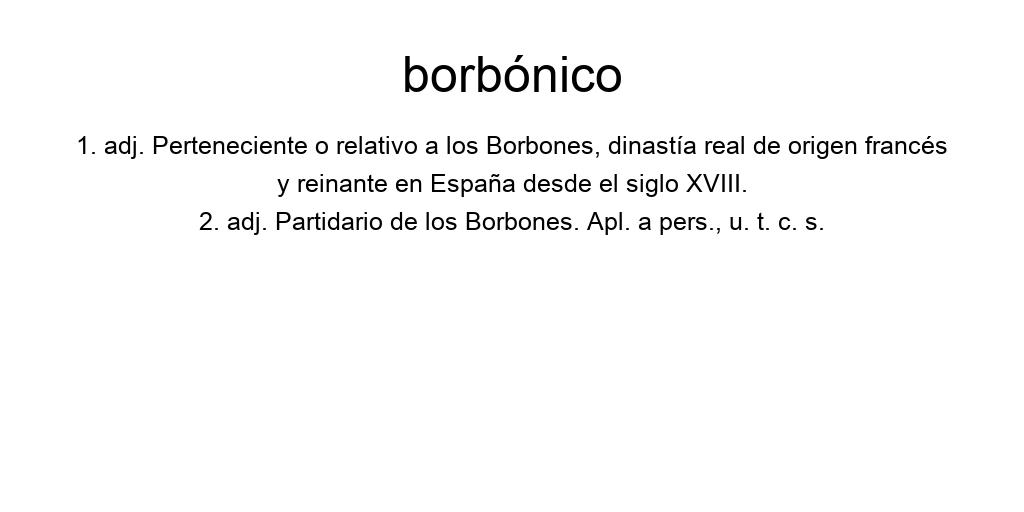 borbónico
1. adj. Perteneciente o relativo a los Borbones, dinastía real de origen francés
y reinante en España desde el siglo XVIII.
2. adj. Partidario de los Borbones. Apl. a pers., u. t. c. s.